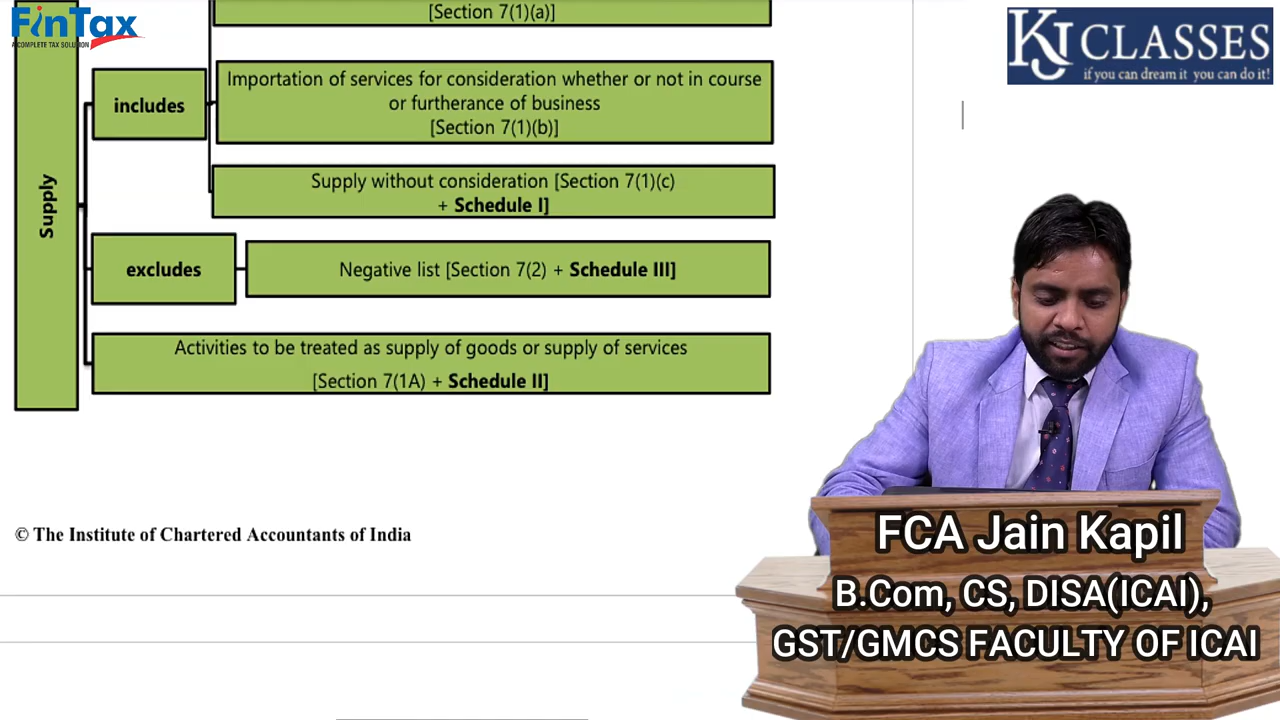 FinTax
A COMPLETE TAX SOLUTION
KJ CLASSES
if you can dream it you can do it!
[Section 7(1)(a)]
Supply
includes
Importation of services for consideration whether or not in course
or furtherance of business
[Section 7(1)(b)]
Supply without consideration [Section 7(1)(c)
+ Schedule I]
excludes
Negative list [Section 7(2) + Schedule III]
Activities to be treated as supply of goods or supply of services
[Section 7(1A) + Schedule II]
© The Institute of Chartered Accountants of India
FCA Jain Kapil
B.Com, CS, DISA(ICAI),
GST/GMCS FACULTY OF ICAI